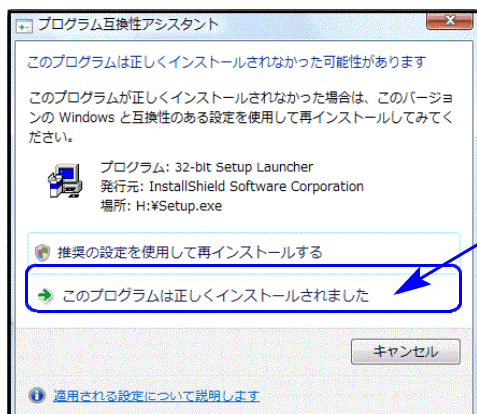 プログラム互換性アシスタント
このプログラムは正しくインストールされなかった可能性があります
このプログラムが正しくインストールされなかった場合は、このバージョ
ンの Windows と互換性のある設定を使用して再インストールしてみてく
ださい。
プログラム: 32-bit Setup Launcher
発行元: InstallShield Software Corporation
場所: H:¥Setup.exe
推奨の設定を使用して再インストールする
このプログラムは正しくインストールされました
キャンセル
適用される設定について説明します